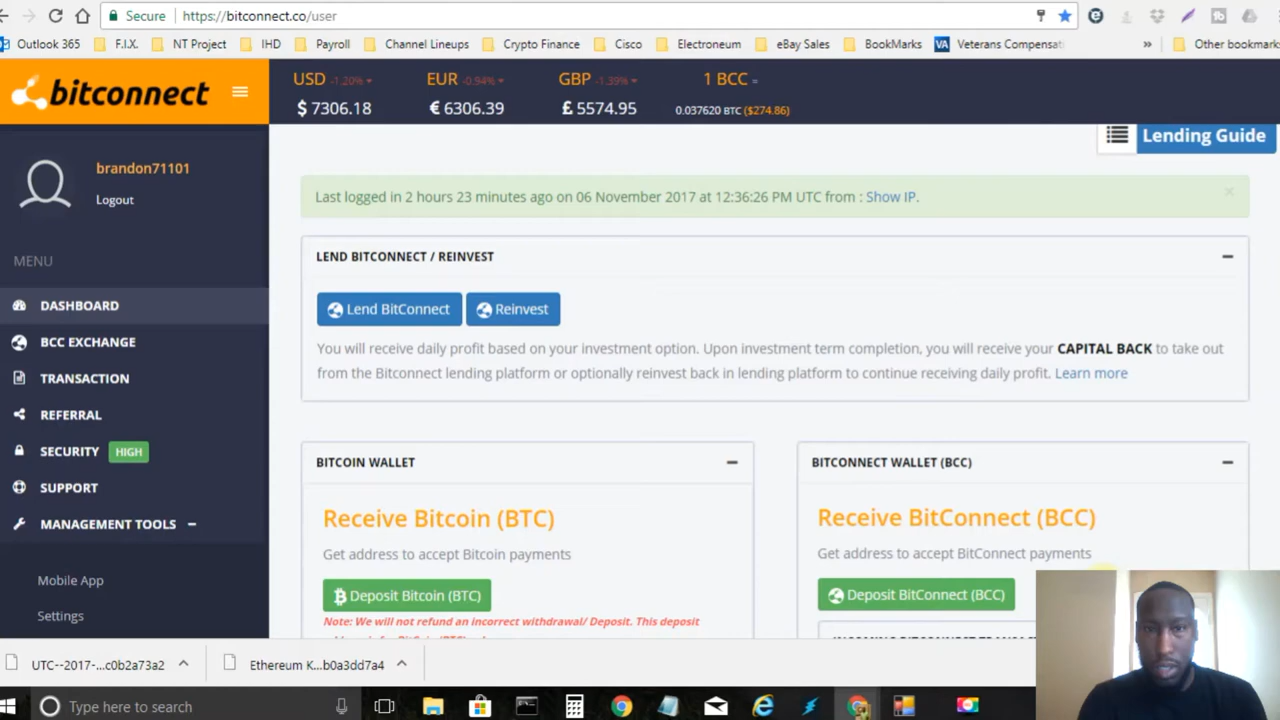 Secure
https://bitconnect.co/user
Outlook 365
F.I.X.
NT Project
IHD
Payroll
Channel Lineups
Crypto Finance
Cisco
Electroneum
eBay Sales
BookMarks
VA
Veterans Compensat
»
Other bookmarks
bitconnect
USD -1.20%
EUR -0.94%
GBP -1.39%
1 BCC =
$ 7306.18
€ 6306.39
£ 5574.95
0.037620 BTC ($274.86)
Lending Guide
brandon71101
Logout
MENU
DASHBOARD
BCC EXCHANGE
TRANSACTION
REFERRAL
SECURITY HIGH
SUPPORT
MANAGEMENT TOOLS
Mobile App
Settings
Last logged in 2 hours 23 minutes ago on 06 November 2017 at 12:36:26 PM UTC from : Show IP.
LEND BITCONNECT / REINVEST
Lend BitConnect
Reinvest
You will receive daily profit based on your investment option. Upon investment term completion, you will receive your CAPITAL BACK to take out
from the Bitconnect lending platform or optionally reinvest back in lending platform to continue receiving daily profit. Learn more
BITCOIN WALLET
Receive Bitcoin (BTC)
Get address to accept Bitcoin payments
Deposit Bitcoin (BTC)
Note: We will not refund an incorrect withdrawal/ Deposit. This deposit
BITCONNECT WALLET (BCC)
Receive BitConnect (BCC)
Get address to accept BitConnect payments
Deposit BitConnect (BCC)
UTC--2017-...c0b2a73a2
Ethereum K...b0a3dd7a4
Type here to search